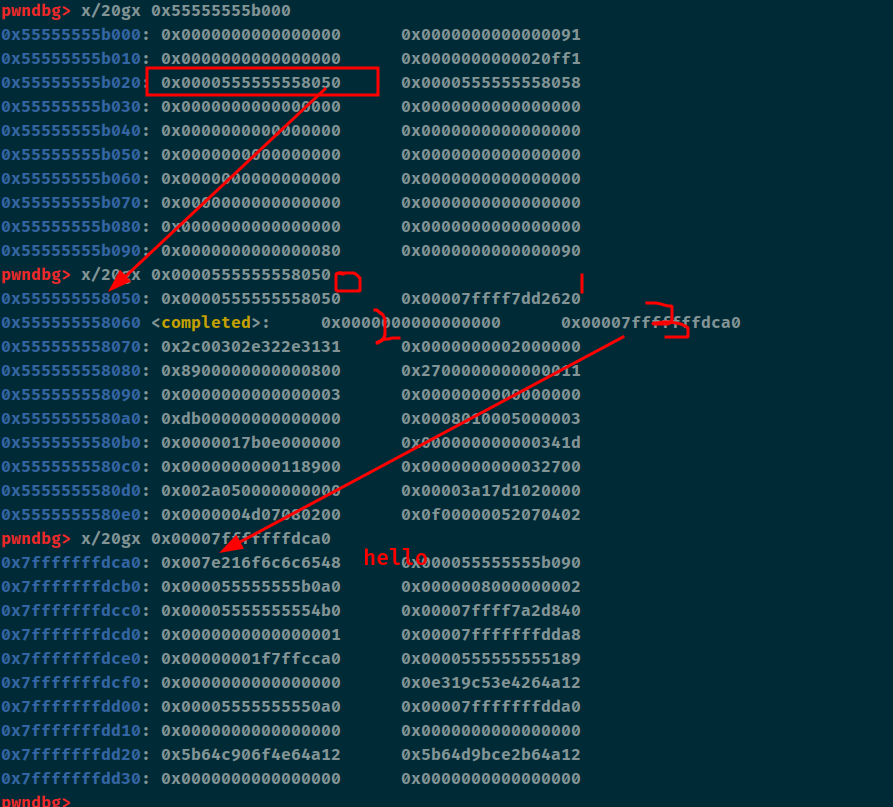 pwndbg> x/20gx 0x55555555b000
0x55555555b000: 0x0000000000000000 0x0000000000000091
0x55555555b010: 0x0000000000000000 0x0000000000020ff1
0x55555555b020: 0x0000555555558050 0x0000555555558058
0x55555555b030: 0x0000000000000000 0x0000000000000000
0x55555555b040: 0x0000000000000000 0x0000000000000000
0x55555555b050: 0x0000000000000000 0x0000000000000000
0x55555555b060: 0x0000000000000000 0x0000000000000000
0x55555555b070: 0x0000000000000000 0x0000000000000000
0x55555555b080: 0x0000000000000000 0x0000000000000000
0x55555555b090: 0x0000000000000080 0x0000000000000090
pwndbg> x/20gx 0x0000555555558050
0x555555558050: 0x0000555555558050 0x00007ffff7dd2620
0x555555558060 <completed>: 0x0000000000000000 0x00007fffffffdca0
0x555555558070: 0x2c00302e322e3131 0x0000000002000000
0x555555558080: 0x8900000000000800 0x2700000000000011
0x555555558090: 0x0000000000000003 0x0000000000000000
0x5555555580a0: 0xdb00000000000000 0x0008010005000003
0x5555555580b0: 0x0000017b0e000000 0x000000000000341d
0x5555555580c0: 0x0000000000118900 0x0000000000032700
0x5555555580d0: 0x002a050000000000 0x00003a17d1020000
0x5555555580e0: 0x0000004d07080200 0x0f00000052070402
pwndbg> x/20gx 0x00007fffffffdca0
0x7fffffffdca0: 0x007e216f6c6c6548 hello 0x000055555555b090
0x7fffffffdcb0: 0x000055555555b0a0 0x0000008000000002
0x7fffffffdcc0: 0x00005555555554b0 0x00007ffff7a2d840
0x7fffffffdcd0: 0x0000000000000001 0x00007fffffffdda8
0x7fffffffdce0: 0x00000001f7ffcca0 0x0000555555555189
0x7fffffffdcf0: 0x0000000000000000 0x0e319c53e4264a12
0x7fffffffdd00: 0x00005555555550a0 0x00007fffffffdda0
0x7fffffffdd10: 0x0000000000000000 0x0000000000000000
0x7fffffffdd20: 0x5b64c906f4e64a12 0x5b64d9bce2b64a12
0x7fffffffdd30: 0x0000000000000000 0x0000000000000000
pwndbg>